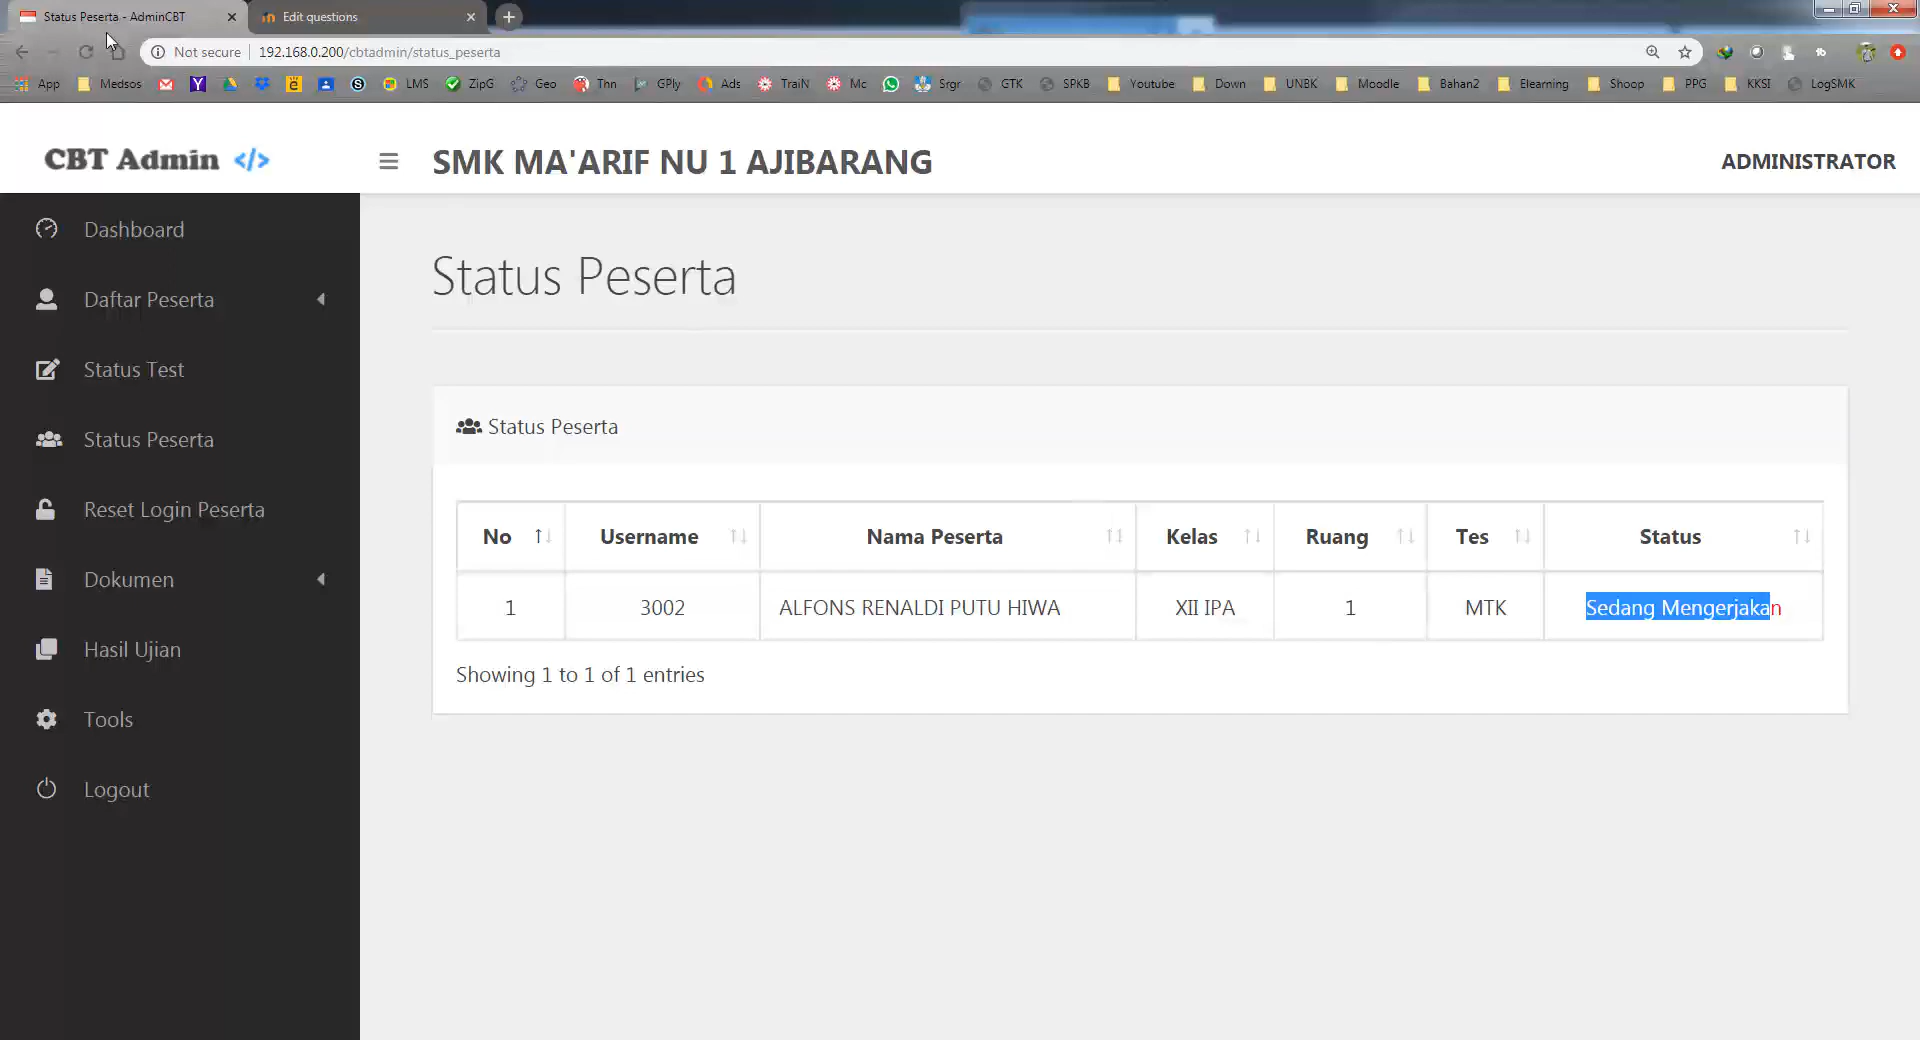 Status Peserta - AdminCBT
Edit questions
Not secure 192.168.0.200/cbtadmin/status_peserta
App Medsos LMS ZipG Geo Thn GPly Ads TraiN Mc Srgr GTK SPKB Youtube Down UNBK Moodle Bahan2 Elearning Shoop PPG KKSI LogSMK
CBT Admin </>
SMK MA'ARIF NU 1 AJIBARANG
ADMINISTRATOR
Dashboard
Daftar Peserta
Status Test
Status Peserta
Reset Login Peserta
Dokumen
Hasil Ujian
Tools
Logout
Status Peserta
Status Peserta
No Username Nama Peserta Kelas Ruang Tes Status
1 3002 ALFONS RENALDI PUTU HIWA XII IPA 1 MTK Sedang Mengerjakan
Showing 1 to 1 of 1 entries